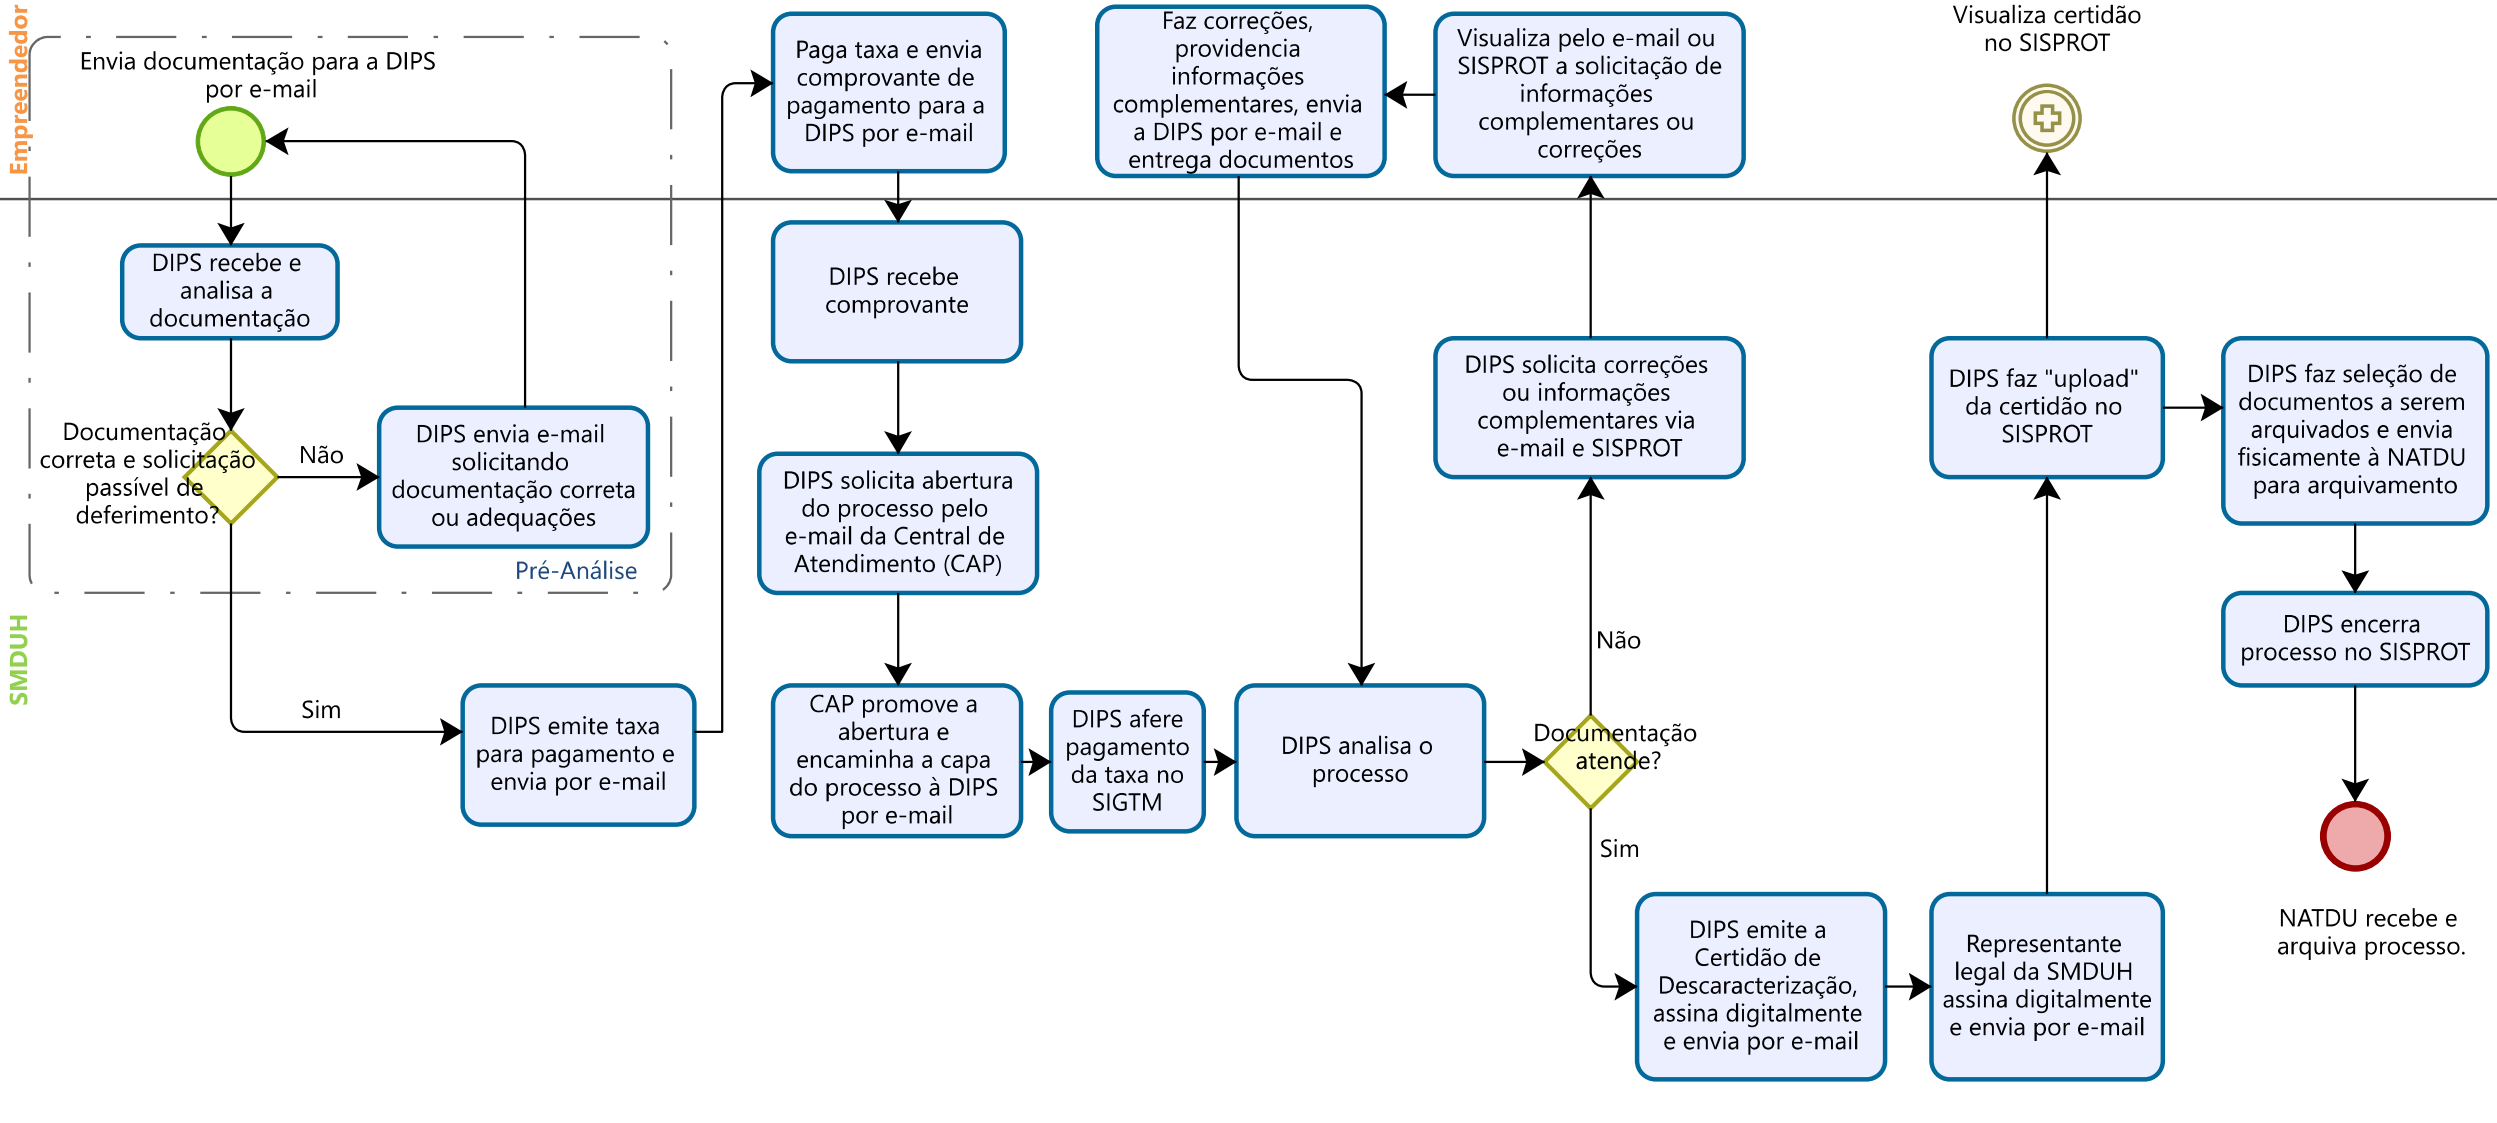 Empreendedor
Envia documentação para a DIPS
por e-mail
DIPS recebe e
analisa a
documentação
Documentação
correta e solicitação
passível de
deferimento?
Não
DIPS envia e-mail
solicitando
documentação correta
ou adequações
Pré-Análise
SMDUH
Sim
DIPS emite taxa
para pagamento e
envia por e-mail
Paga taxa e envia
comprovante de
pagamento para a
DIPS por e-mail
DIPS recebe
comprovante
DIPS solicita abertura
do processo pelo
e-mail da Central de
Atendimento (CAP)
CAP promove a
abertura e
encaminha a capa
do processo à DIPS
por e-mail
DIPS afere
pagamento
da taxa no
SIGTM
DIPS analisa o
processo
Documentação
atende?
Não
DIPS solicita correções
ou informações
complementares via
e-mail e SISPROT
Visualiza pelo e-mail ou
SISPROT a solicitação de
informações
complementares ou
correções
Faz correções,
providencia
informações
complementares, envia
a DIPS por e-mail e
entrega documentos
Sim
DIPS emite a
Certidão de
Descaracterização,
assina digitalmente
e envia por e-mail
Representante
legal da SMDUH
assina digitalmente
e envia por e-mail
DIPS faz "upload"
da certidão no
SISPROT
Visualiza certidão
no SISPROT
DIPS faz seleção de
documentos a serem
arquivados e envia
fisicamente à NATDU
para arquivamento
DIPS encerra
processo no SISPROT
NATDU recebe e
arquiva processo.